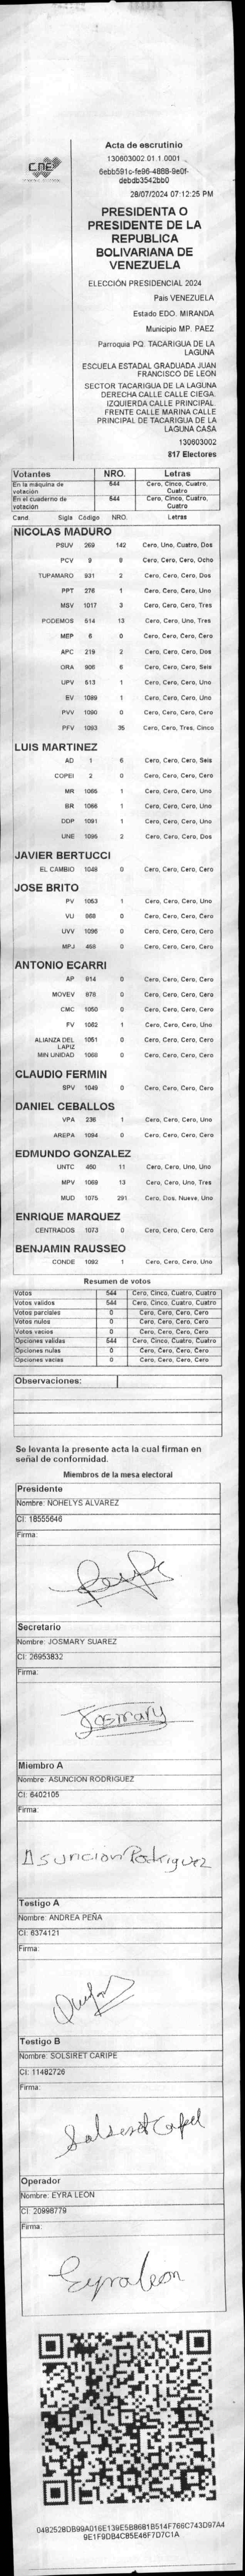 CNE
Acta de escrutinio
130603002.01.1.0001
6ebb591c-fe96-4888-9e0f-
debdb3542bb0
28/07/2024 07:12:25 PM
PRESIDENTA O
PRESIDENTE DE LA
REPUBLICA
BOLIVARIANA DE
VENEZUELA
ELECCIÓN PRESIDENCIAL 2024
Pais VENEZUELA
Estado EDO. MIRANDA
Municipio MP. PAEZ
Parroquia PQ. TACARIGUA DE LA
LAGUNA
ESCUELA ESTADAL GRADUADA JUAN
FRANCISCO DE LEON
SECTOR TACARIGUA DE LA LAGUNA
DERECHA CALLE CALLE CIEGA.
IZQUIERDA CALLE PRINCIPAL.
FRENTE CALLE MARINA CALLE
PRINCIPAL DE TACARIGUA DE LA
LAGUNA CASA
130603002
817 Electores
Votantes NRO. Letras
En la máquina de votación 544 Cero, Cinco, Cuatro, Cuatro
En el cuaderno de votación 544 Cero, Cinco, Cuatro, Cuatro
Cand. Sigla Código NRO. Letras
NICOLAS MADURO
PSUV 269 142 Cero, Uno, Cuatro, Dos
PCV 9 8 Cero, Cero, Cero, Ocho
TUPAMARO 931 2 Cero, Cero, Cero, Dos
PPT 276 1 Cero, Cero, Cero, Uno
MSV 1017 3 Cero, Cero, Cero, Tres
PODEMOS 514 13 Cero, Cero, Uno, Tres
MEP 6 0 Cero, Cero, Cero, Cero
APC 219 2 Cero, Cero, Cero, Dos
ORA 906 6 Cero, Cero, Cero, Seis
UPV 513 1 Cero, Cero, Cero, Uno
EV 1089 1 Cero, Cero, Cero, Uno
PVV 1090 0 Cero, Cero, Cero, Cero
PFV 1093 35 Cero, Cero, Tres, Cinco
LUIS MARTINEZ
AD 1 6 Cero, Cero, Cero, Seis
COPEI 2 0 Cero, Cero, Cero, Cero
MR 1085 1 Cero, Cero, Cero, Uno
BR 1086 1 Cero, Cero, Cero, Uno
DDP 1091 1 Cero, Cero, Cero, Uno
UNE 1095 2 Cero, Cero, Cero, Dos
JAVIER BERTUCCI
EL CAMBIO 1048 0 Cero, Cero, Cero, Cero
JOSE BRITO
PV 1053 1 Cero, Cero, Cero, Uno
VU 868 0 Cero, Cero, Cero, Cero
UVV 1096 0 Cero, Cero, Cero, Cero
MPJ 468 0 Cero, Cero, Cero, Cero
ANTONIO ECARRI
AP 814 0 Cero, Cero, Cero, Cero
MOVEV 878 0 Cero, Cero, Cero, Cero
CMC 1050 0 Cero, Cero, Cero, Cero
FV 1082 1 Cero, Cero, Cero, Uno
ALIANZA DEL LAPIZ 1051 0 Cero, Cero, Cero, Cero
MIN UNIDAD 1068 0 Cero, Cero, Cero, Cero
CLAUDIO FERMIN
SPV 1049 0 Cero, Cero, Cero, Cero
DANIEL CEBALLOS
VPA 236 1 Cero, Cero, Cero, Uno
AREPA 1094 0 Cero, Cero, Cero, Cero
EDMUNDO GONZALEZ
UNTC 460 11 Cero, Cero, Uno, Uno
MPV 1069 13 Cero, Cero, Uno, Tres
MUD 1075 291 Cero, Dos, Nueve, Uno
ENRIQUE MARQUEZ
CENTRADOS 1073 0 Cero, Cero, Cero, Cero
BENJAMIN RAUSSEO
CONDE 1092 1 Cero, Cero, Cero, Uno
Resumen de votos
Votos 544 Cero, Cinco, Cuatro, Cuatro
Votos validos 544 Cero, Cinco, Cuatro, Cuatro
Votos parciales 0 Cero, Cero, Cero, Cero
Votos nulos 0 Cero, Cero, Cero, Cero
Votos vacios 0 Cero, Cero, Cero, Cero
Opciones validas 544 Cero, Cinco, Cuatro, Cuatro
Opciones nulas 0 Cero, Cero, Cero, Cero
Opciones vacias 0 Cero, Cero, Cero, Cero
Observaciones:
Se levanta la presente acta la cual firman en
señal de conformidad.
Miembros de la mesa electoral
Presidente
Nombre: NOHELYS ALVAREZ
CI: 18555646
Firma:
Secretario
Nombre: JOSMARY SUAREZ
CI: 26953832
Firma:
Josmary
Miembro A
Nombre: ASUNCION RODRIGUEZ
CI: 6402105
Firma:
Asuncion Rodriguez
Testigo A
Nombre: ANDREA PEÑA
CI: 6374121
Firma:
Testigo B
Nombre: SOLSIRET CARIPE
CI: 11482726
Firma:
Operador
Nombre: EYRA LEON
CI: 20998779
Firma:
Eyra leon
0482528DB99A016E139E5B8681B514F766C743D97A4
9E1F9DB4C85E46F7D7C1A